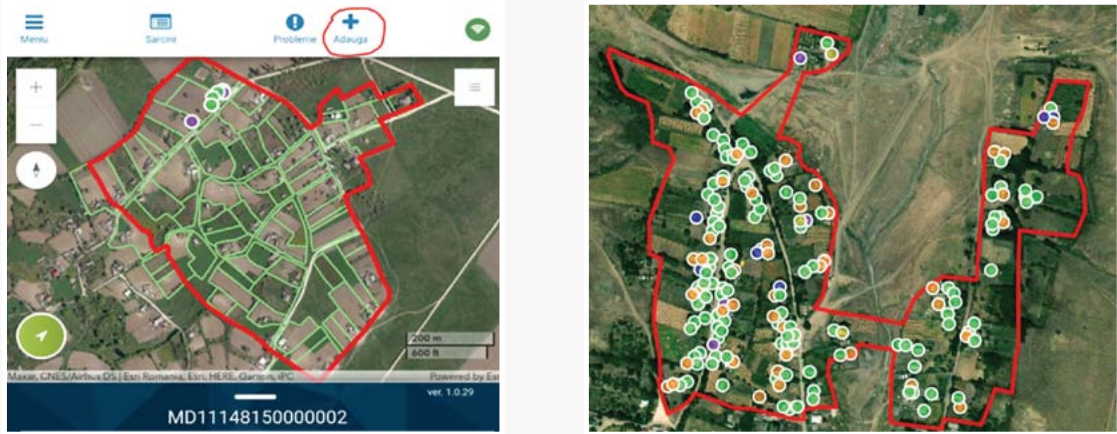 Meniu
Sarcini
Probleme
Adauga
200 m
600 ft
Maxar, CNES/Airbus DS | Esri Romania, Esri, HERE, Garmin, iPC
Powered by Esri
ver. 1.0.29
MD11148150000002